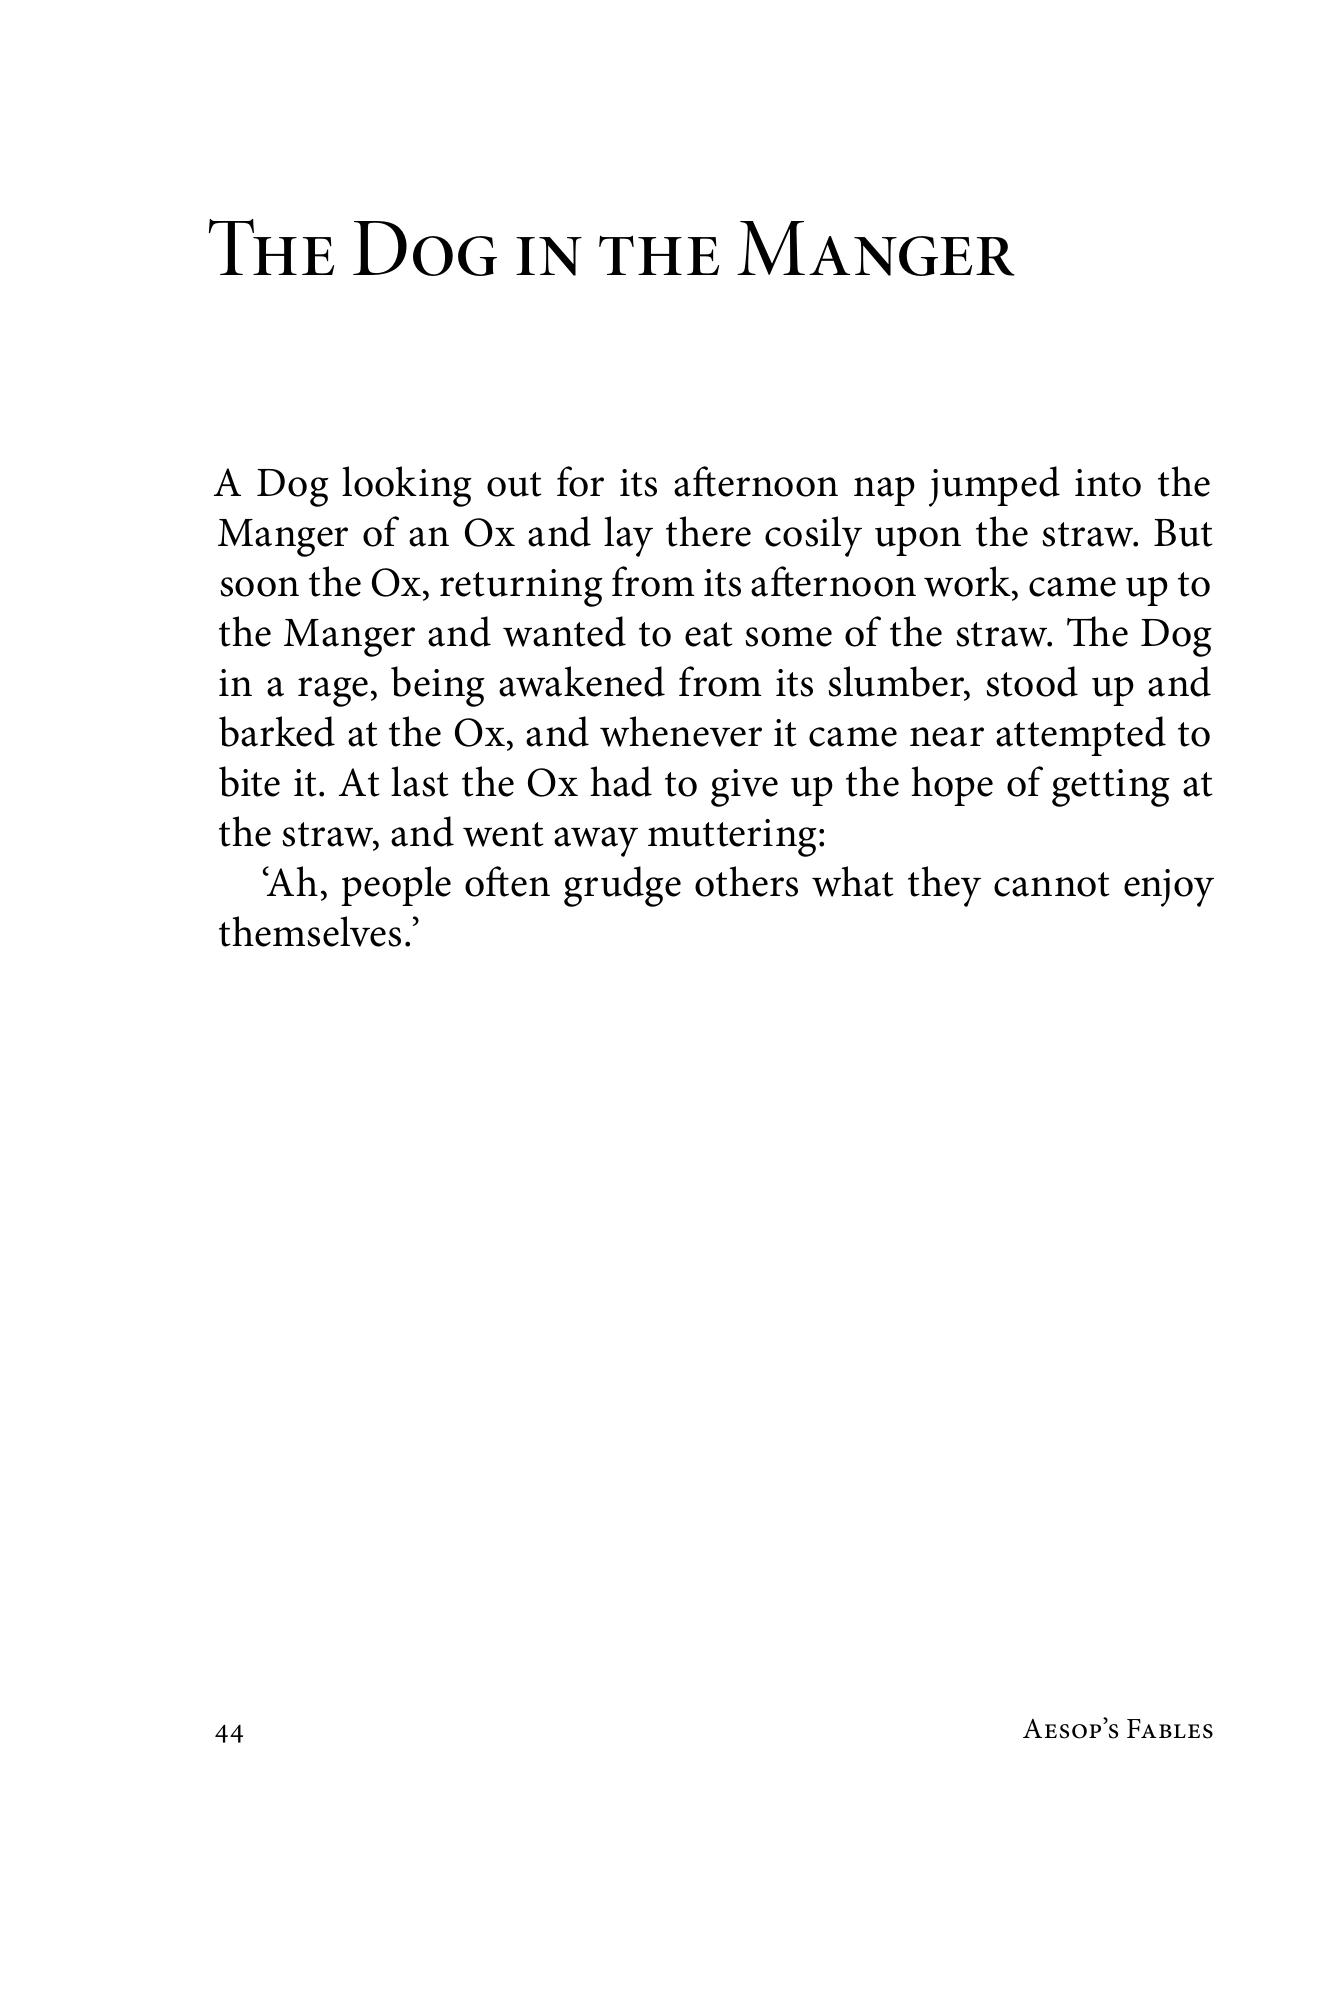 The Dog in the Manger
A Dog looking out for its afternoon nap jumped into the
Manger of an Ox and lay there cosily upon the straw. But
soon the Ox, returning from its afternoon work, came up to
the Manger and wanted to eat some of the straw. The Dog
in a rage, being awakened from its slumber, stood up and
barked at the Ox, and whenever it came near attempted to
bite it. At last the Ox had to give up the hope of getting at
the straw, and went away muttering:
‘Ah, people often grudge others what they cannot enjoy
themselves.’
44 Aesop’s Fables